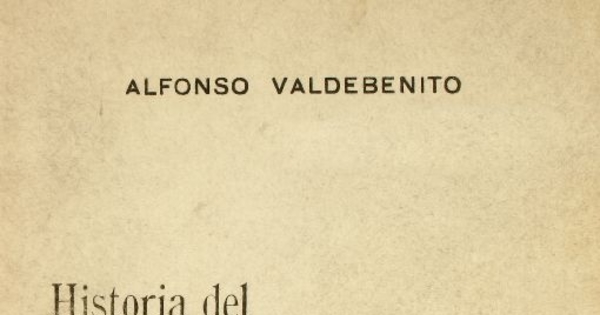 ALFONSO VALDEBENITO
Historia del